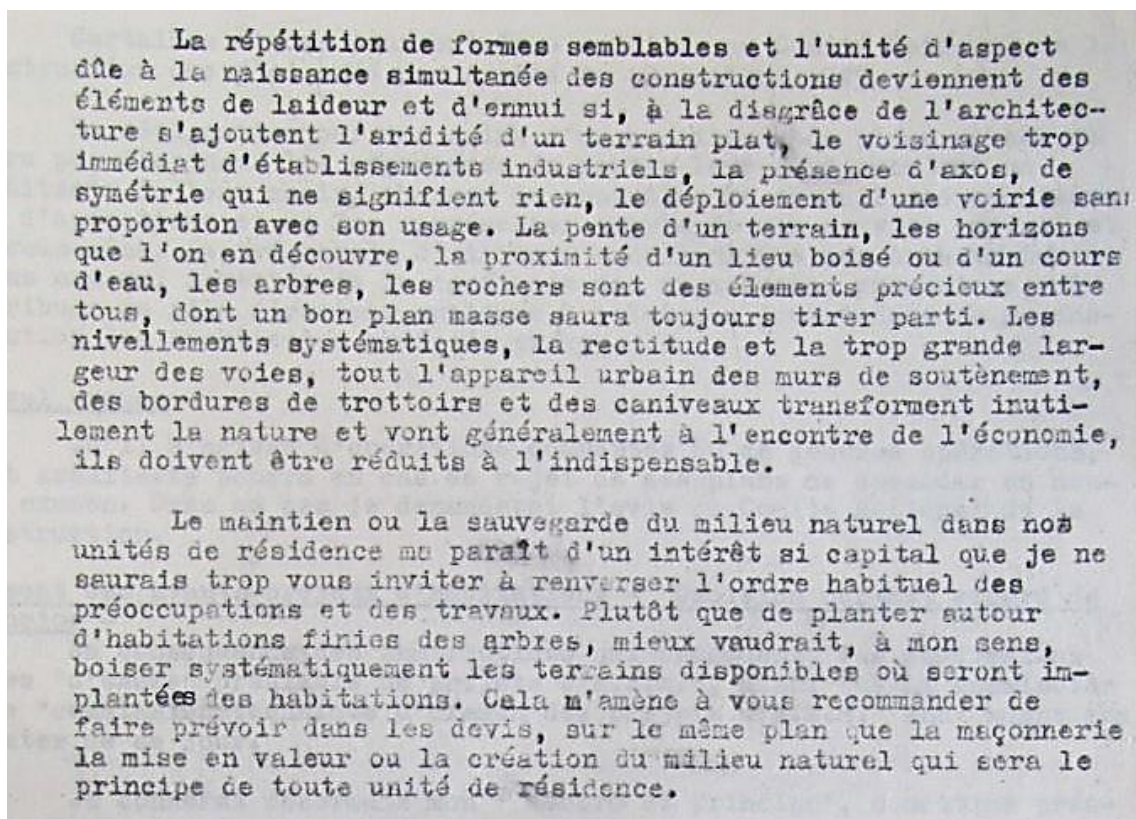 La répétition de formes semblables et l'unité d'aspect
dûe à la naissance simultanée des constructions deviennent des
éléments de laideur et d'ennui si, à la disgrâce de l'architec-
ture s'ajoutent l'aridité d'un terrain plat, le voisinage trop
immédiat d'établissements industriels, la présence d'axos, de
symétrie qui ne signifient rien, le déploiement d'une voirie sans
proportion avec son usage. La pente d'un terrain, les horizons
que l'on en découvre, la proximité d'un lieu boisé ou d'un cours
d'eau, les arbres, les rochers sont des élements précieux entre
tous, dont un bon plan masse saura toujours tirer parti. Les
nivellements systématiques, la rectitude et la trop grande lar-
geur des voies, tout l'appareil urbain des murs de soutènement,
des bordures de trottoirs et des caniveaux transforment inuti-
lement la nature et vont généralement à l'encontre de l'économie,
ils doivent être réduits à l'indispensable.
Le maintien ou la sauvegarde du milieu naturel dans nos
unités de résidence me paraît d'un intérêt si capital que je ne
saurais trop vous inviter à renverser l'ordre habituel des
préoccupations et des travaux. Plutôt que de planter autour
d'habitations finies des arbres, mieux vaudrait, à mon sens,
boiser systématiquement les terrains disponibles où seront im-
plantées des habitations. Cela m'amène à vous recommander de
faire prévoir dans les devis, sur le même plan que la maçonnerie
la mise en valeur ou la création du milieu naturel qui sera le
principe de toute unité de résidence.